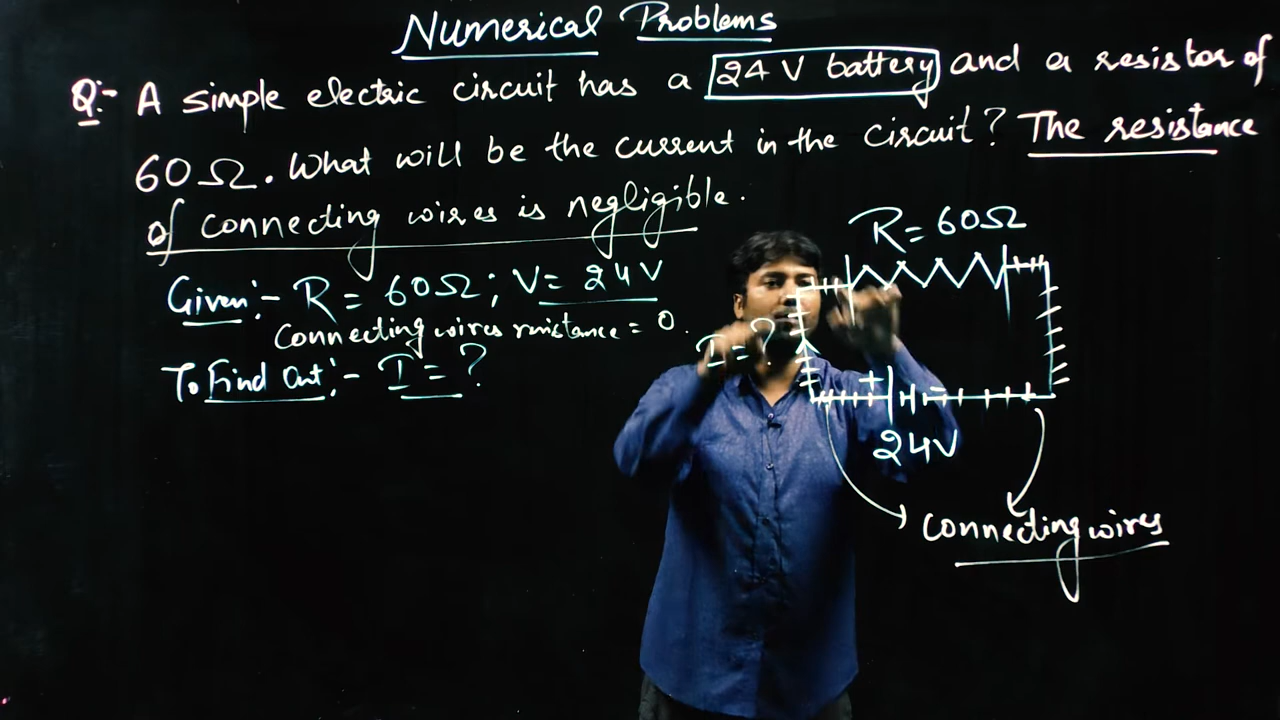 Numerical Problems
Q:- A simple electric circuit has a 24 V battery and a resistor of
60 Ω. What will be the current in the circuit? The resistance
of connecting wires is negligible.
Given:- R = 60Ω; V = 24 V
Connecting wires resistance = 0.
To Find Out:- I = ?
R = 60Ω
I = ?
+ -
24V
connecting wires